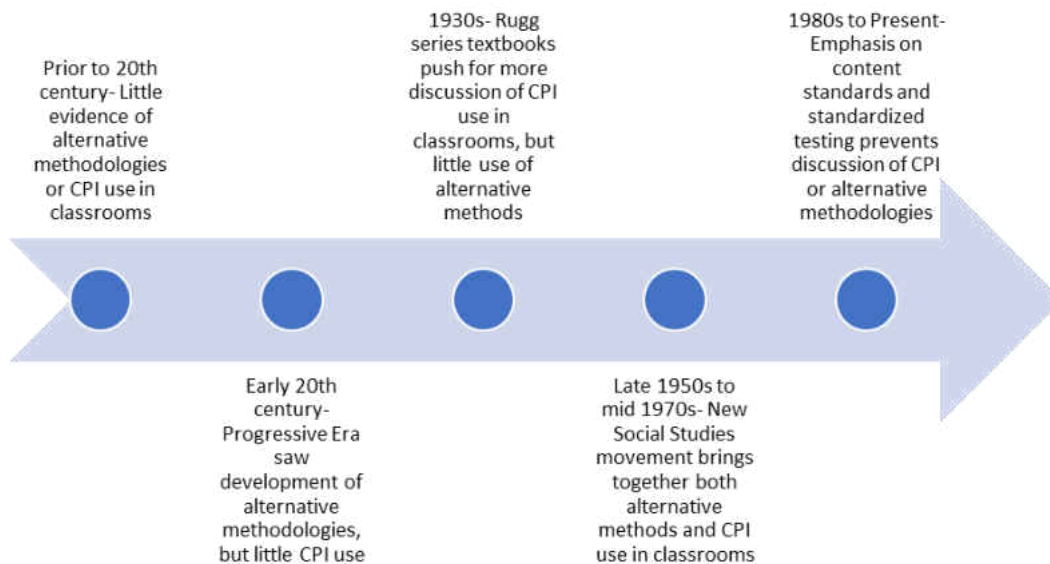 Prior to 20th
century- Little
evidence of
alternative
methodologies
or CPI use in
classrooms
Early 20th
century-
Progressive Era
saw
development of
alternative
methodologies,
but little CPI use
1930s- Rugg
series textbooks
push for more
discussion of CPI
use in
classrooms, but
little use of
alternative
methods
Late 1950s to
mid 1970s- New
Social Studies
movement brings
together both
alternative
methods and CPI
use in classrooms
1980s to Present-
Emphasis on
content
standards and
standardized
testing prevents
discussion of CPI
or alternative
methodologies